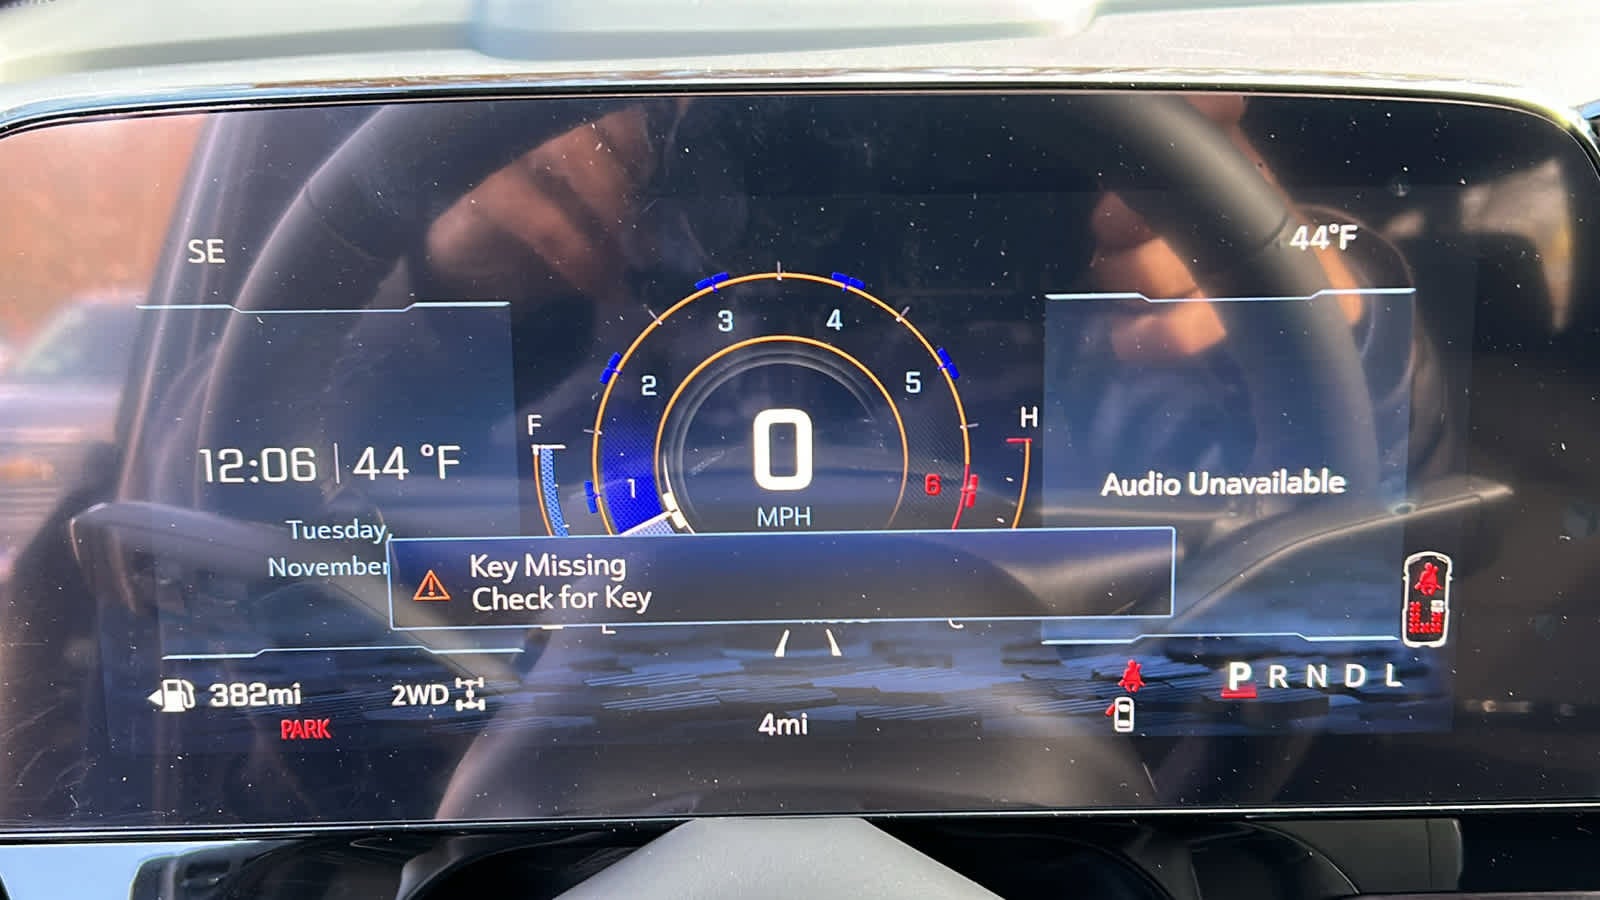 SE
44°F
3 4
2 5
F H
12:06 | 44 °F
0
1 6
Audio Unavailable
MPH
Tuesday,
November
Key Missing
Check for Key
P R N D L
382mi
2WD
PARK
4mi